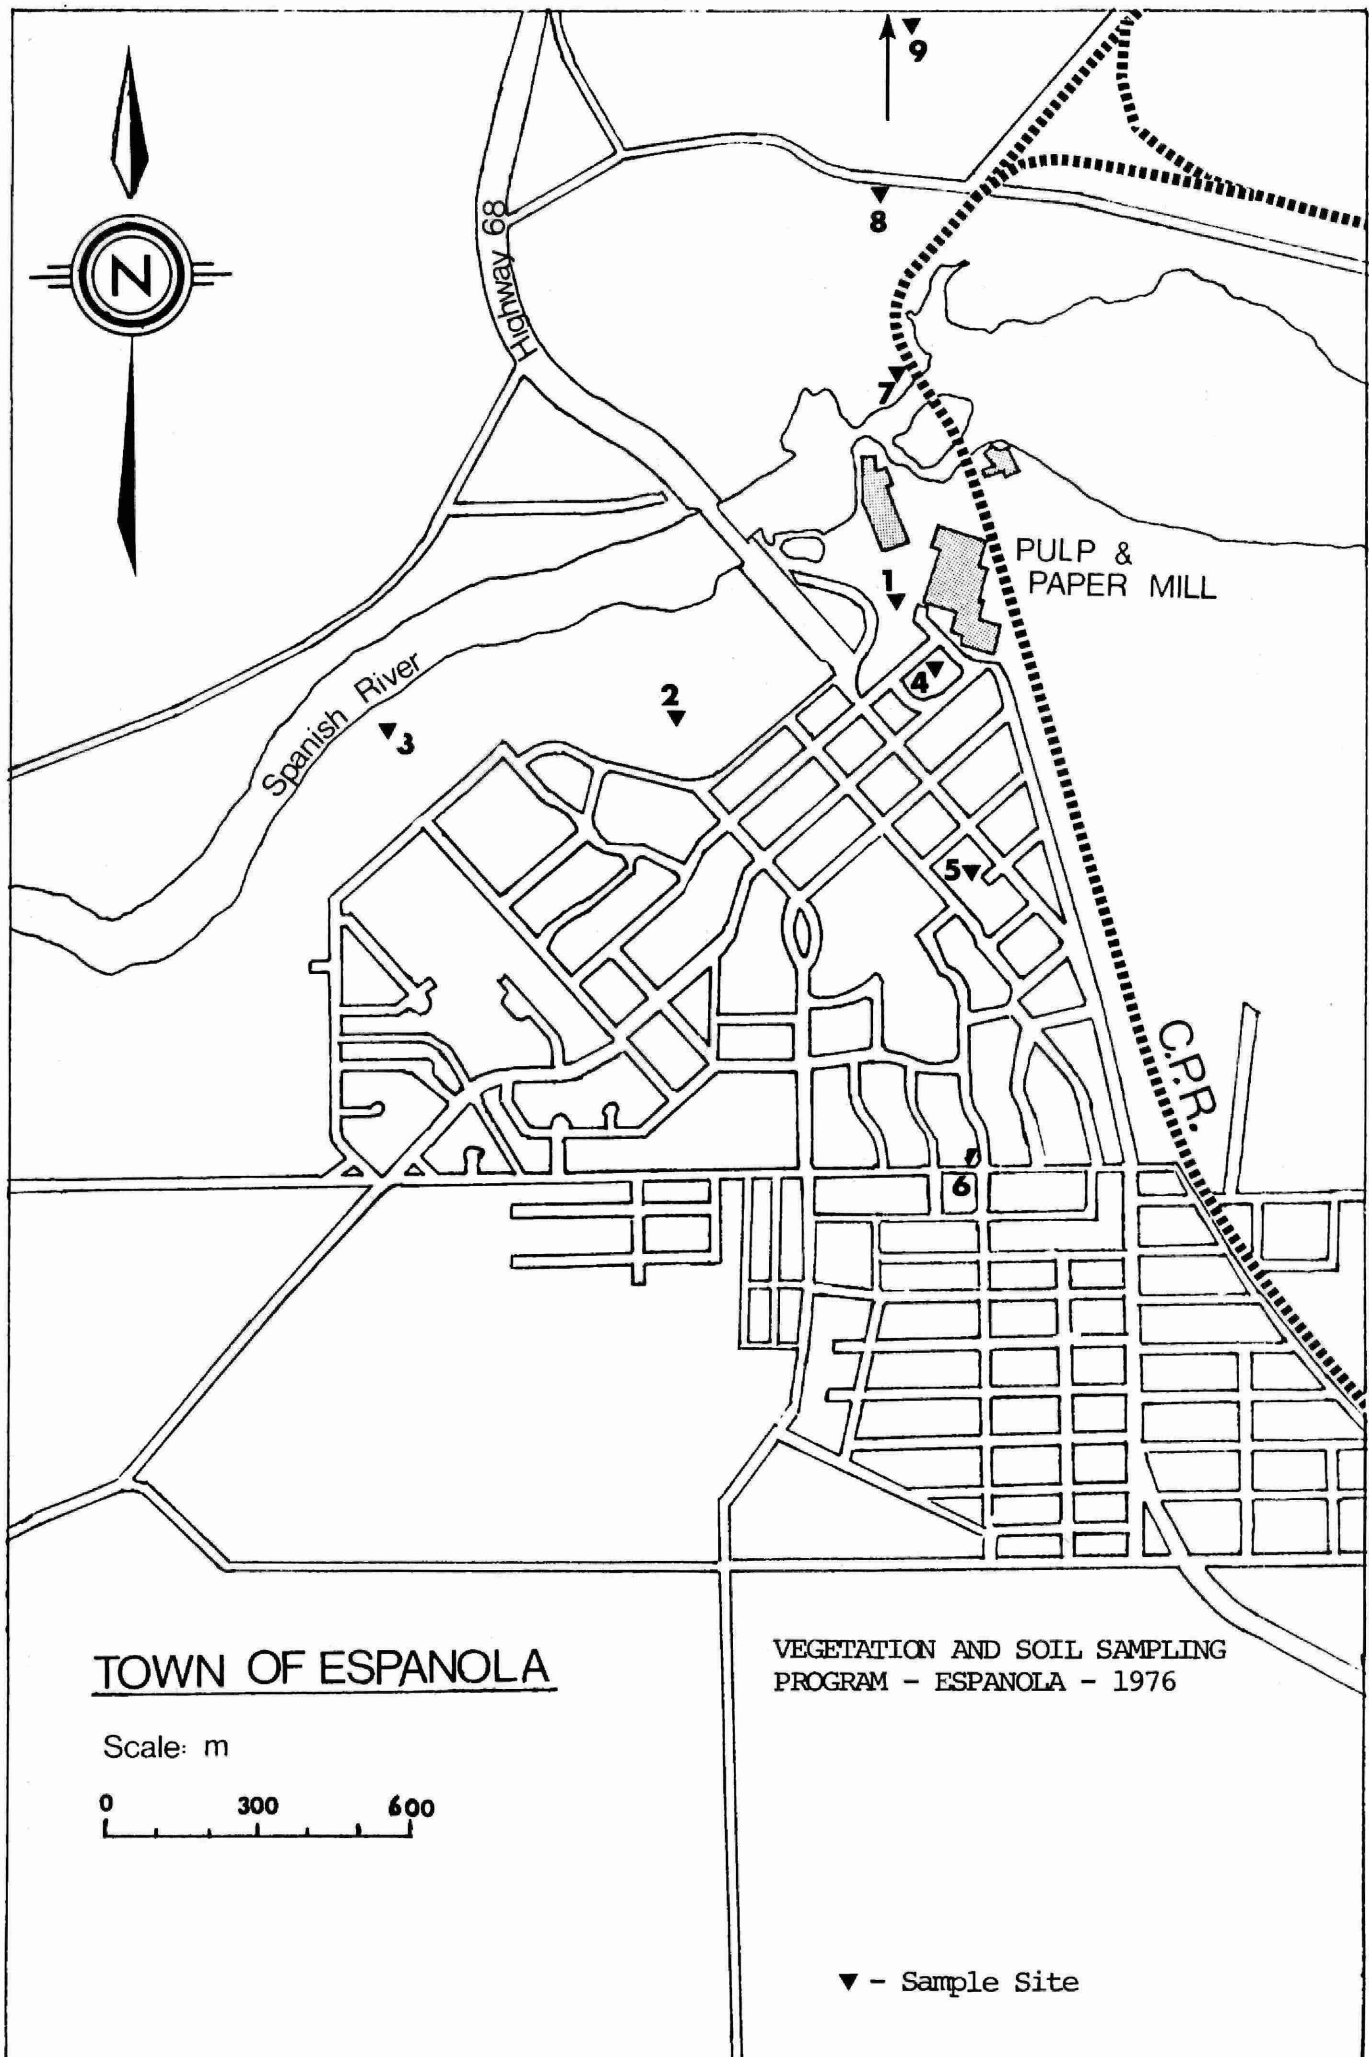 9
8
N
Highway 68
7
PULP &
PAPER MILL
1
4
2
3
Spanish River
5
C.P.R.
6
TOWN OF ESPANOLA
VEGETATION AND SOIL SAMPLING
PROGRAM - ESPANOLA - 1976
Scale: m
0 300 600
▼ - Sample Site